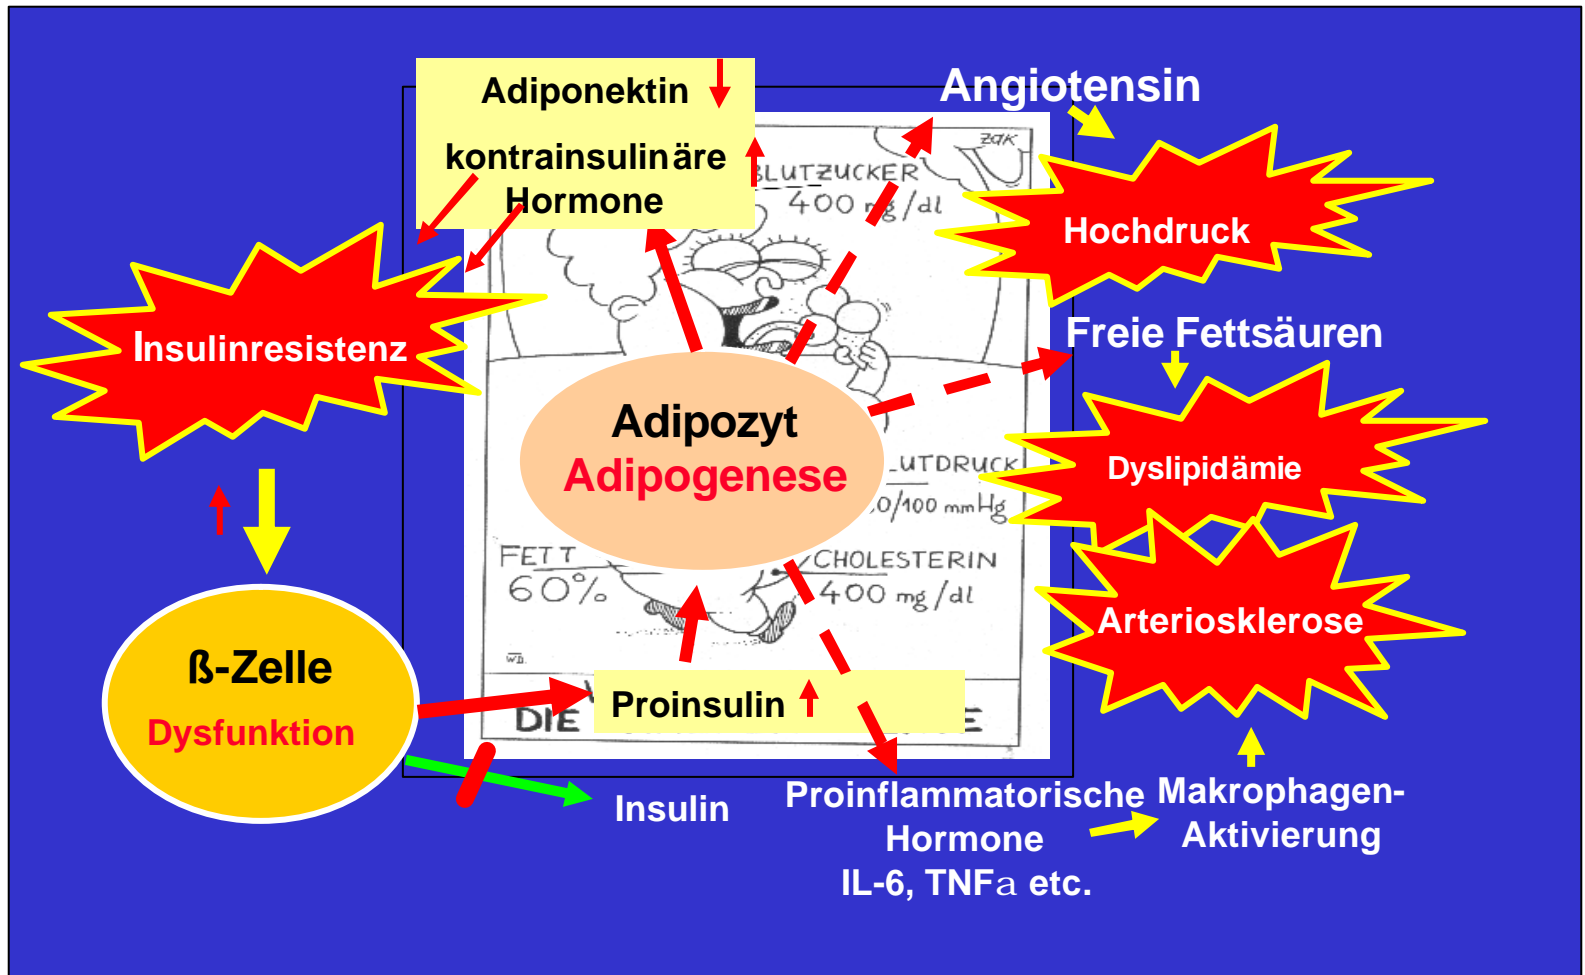 Adiponektin
kontrainsulinäre
Hormone
Angiotensin
zak
BLUTZUCKER
400 mg/dl
Hochdruck
Insulinresistenz
Freie Fettsäuren
Adipozyt
Adipogenese
LUTDRUCK
0/100 mmHg
Dyslipidämie
FETT
60%
CHOLESTERIN
400 mg/dl
Arteriosklerose
ß-Zelle
Dysfunktion
WD.
Proinsulin
DIE
Insulin
Proinflammatorische
Hormone
IL-6, TNFa etc.
Makrophagen-
Aktivierung